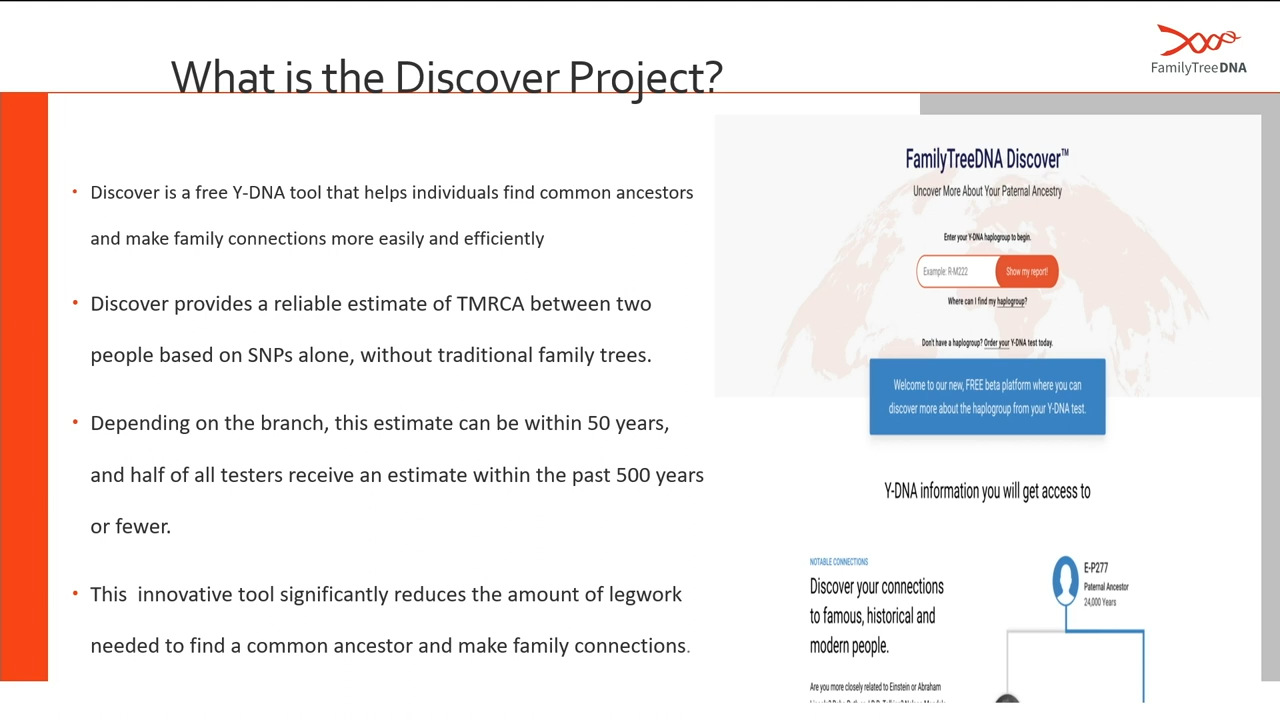 What is the Discover Project?
FamilyTreeDNA
Discover is a free Y-DNA tool that helps individuals find common ancestors
and make family connections more easily and efficiently
Discover provides a reliable estimate of TMRCA between two
people based on SNPs alone, without traditional family trees.
Depending on the branch, this estimate can be within 50 years,
and half of all testers receive an estimate within the past 500 years
or fewer.
This innovative tool significantly reduces the amount of legwork
needed to find a common ancestor and make family connections.
FamilyTreeDNA Discover™
Uncover More About Your Paternal Ancestry
Enter your Y-DNA haplogroup to begin.
Example: R-M222
Show my report!
Where can I find my haplogroup?
Don't have a haplogroup? Order your Y-DNA test today.
Welcome to our new, FREE beta platform where you can
discover more about the haplogroup from your Y-DNA test.
Y-DNA information you will get access to
NOTABLE CONNECTIONS
Discover your connections
to famous, historical and
modern people.
Are you more closely related to Einstein or Abraham
E-P277
Paternal Ancestor
24,000 Years